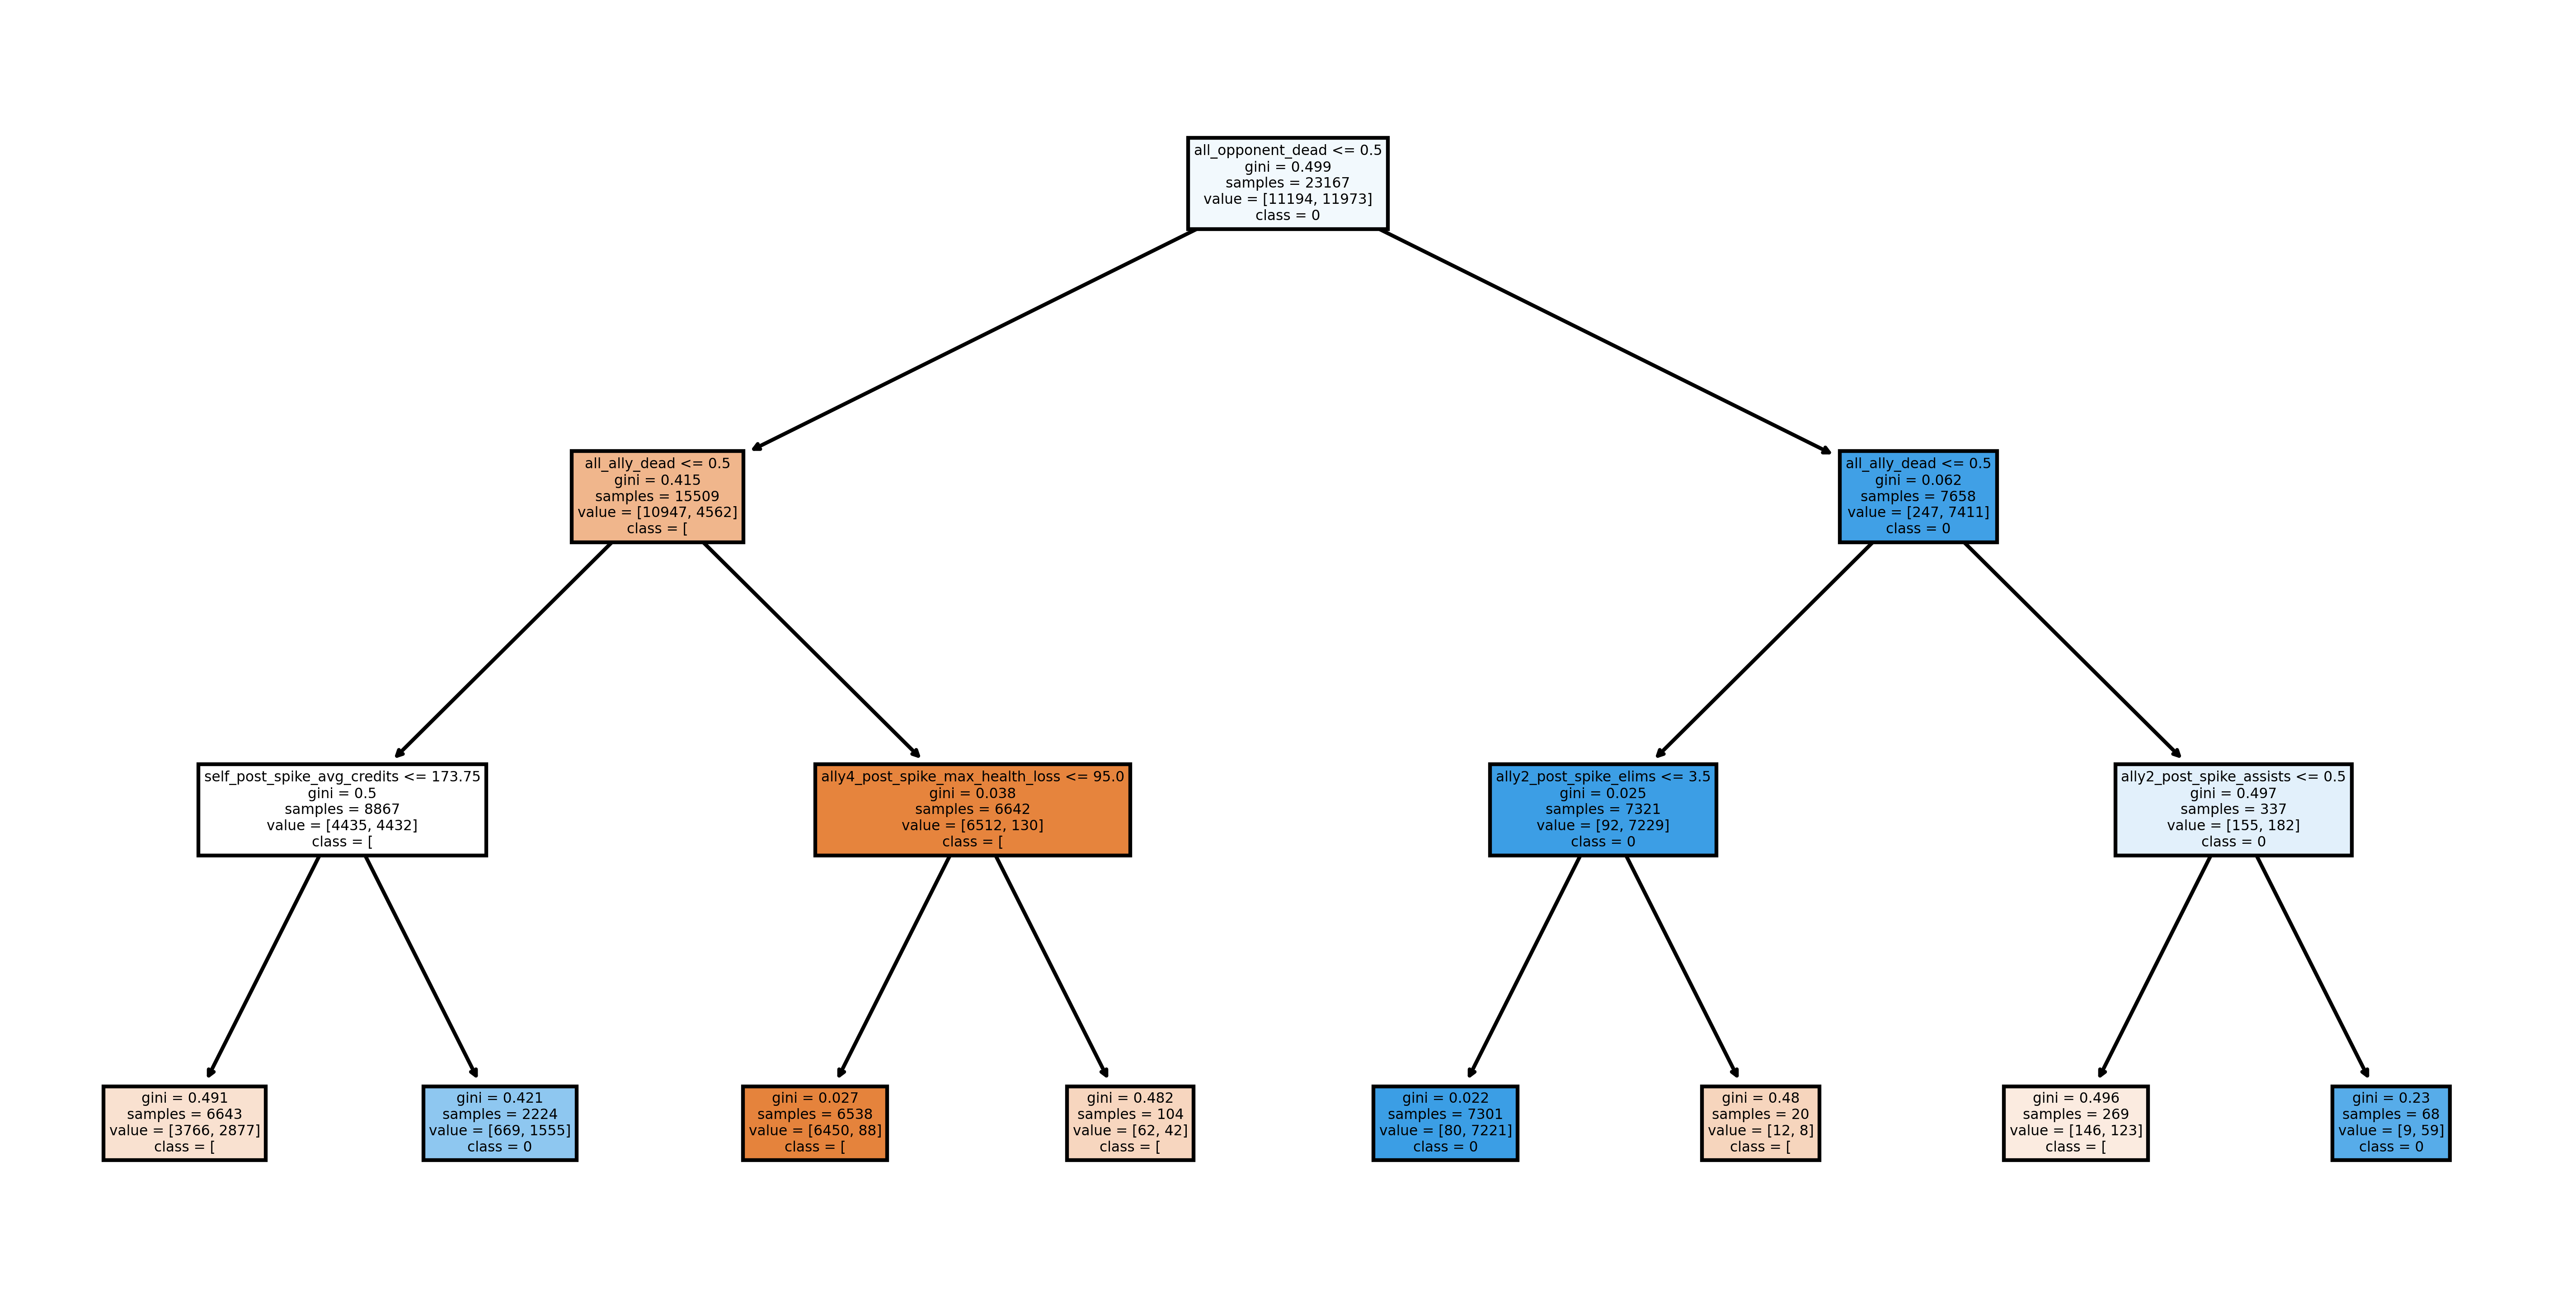 all_opponent_dead <= 0.5
gini = 0.499
samples = 23167
value = [11194, 11973]
class = 0
all_ally_dead <= 0.5
gini = 0.415
samples = 15509
value = [10947, 4562]
class = [
all_ally_dead <= 0.5
gini = 0.062
samples = 7658
value = [247, 7411]
class = 0
self_post_spike_avg_credits <= 173.75
gini = 0.5
samples = 8867
value = [4435, 4432]
class = [
ally4_post_spike_max_health_loss <= 95.0
gini = 0.038
samples = 6642
value = [6512, 130]
class = [
ally2_post_spike_elims <= 3.5
gini = 0.025
samples = 7321
value = [92, 7229]
class = 0
ally2_post_spike_assists <= 0.5
gini = 0.497
samples = 337
value = [155, 182]
class = 0
gini = 0.491
samples = 6643
value = [3766, 2877]
class = [
gini = 0.421
samples = 2224
value = [669, 1555]
class = 0
gini = 0.027
samples = 6538
value = [6450, 88]
class = [
gini = 0.482
samples = 104
value = [62, 42]
class = [
gini = 0.022
samples = 7301
value = [80, 7221]
class = 0
gini = 0.48
samples = 20
value = [12, 8]
class = [
gini = 0.496
samples = 269
value = [146, 123]
class = [
gini = 0.23
samples = 68
value = [9, 59]
class = 0